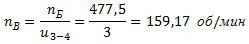 n_В = n_Б / u_{3-4} = 477,5 / 3 = 159,17 об/мин